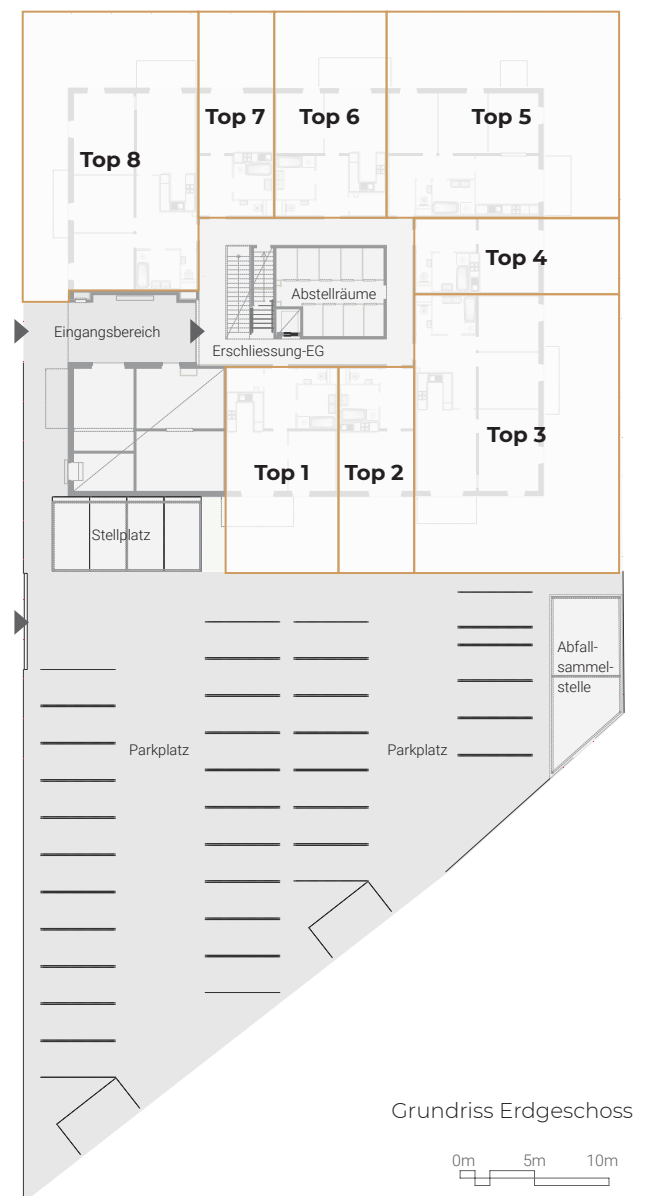 Top 7
Top 6
Top 5
Top 8
Top 4
Abstellräume
Eingangsbereich
Erschliessung-EG
Top 3
Top 1
Top 2
Stellplatz
Abfall-
sammel-
stelle
Parkplatz
Parkplatz
Grundriss Erdgeschoss
0m 5m 10m